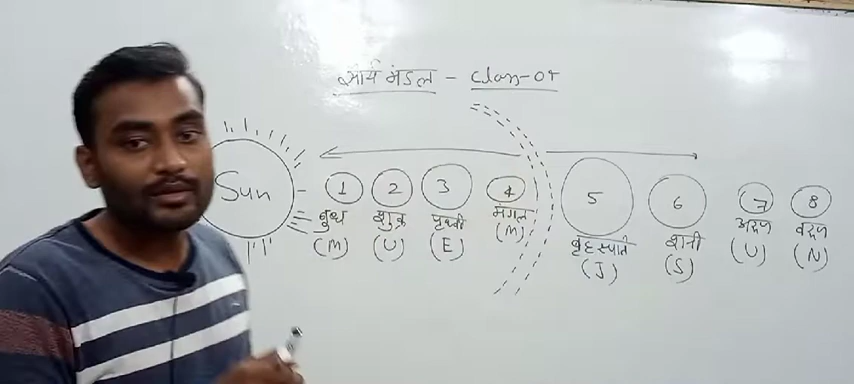 सौर्य मंडल - Class-07
Sun 1 2 3 4 5 6 7 8
बुध शुक्र पृथ्वी मंगल बृहस्पति शनी अरुण वरुण
(M) (V) (E) (M) (J) (S) (U) (N)